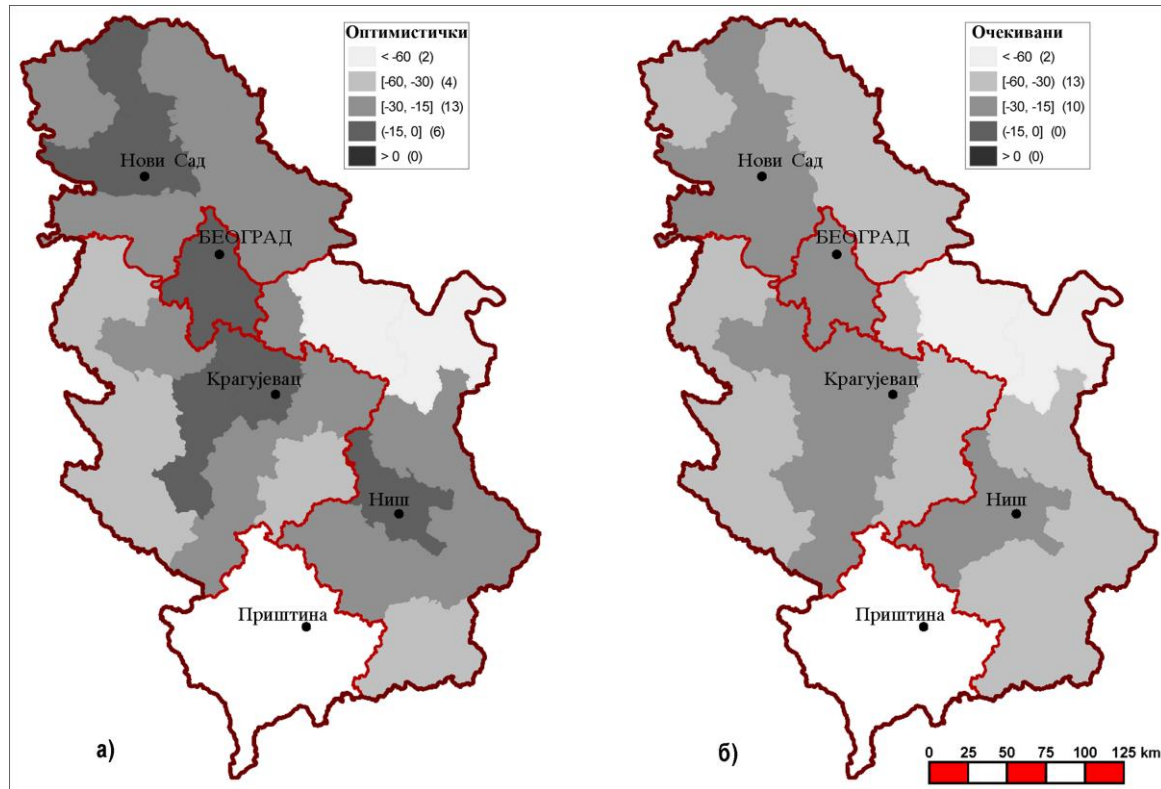 Оптимистички
< -60 (2)
[-60, -30) (4)
[-30, -15] (13)
(-15, 0] (6)
> 0 (0)
Нови Сад
БЕОГРАД
Крагујевац
Ниш
Приштина
а)
Очекивани
< -60 (2)
[-60, -30) (13)
[-30, -15] (10)
(-15, 0] (0)
> 0 (0)
Нови Сад
БЕОГРАД
Крагујевац
Ниш
Приштина
б)
0 25 50 75 100 125 km